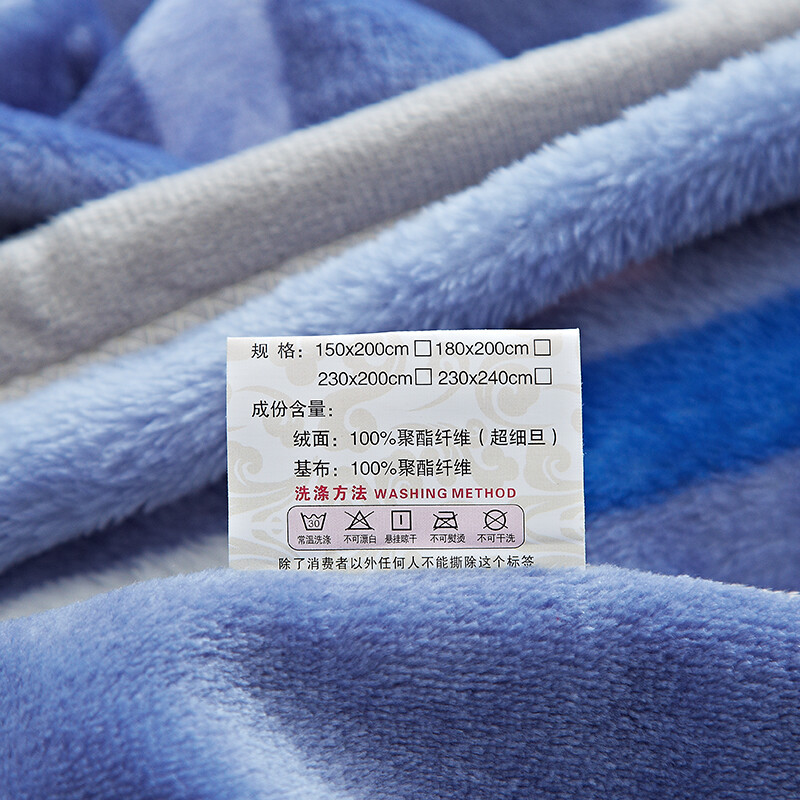 规 格：150x200cm□180x200cm□
230x200cm□ 230x240cm□
成份含量：
绒面：100%聚酯纤维（超细旦）
基布：100%聚酯纤维
洗涤方法 WASHING METHOD
30
常温洗涤 不可漂白 悬挂晾干 不可熨烫 不可干洗
除了消费者以外任何人不能撕除这个标签